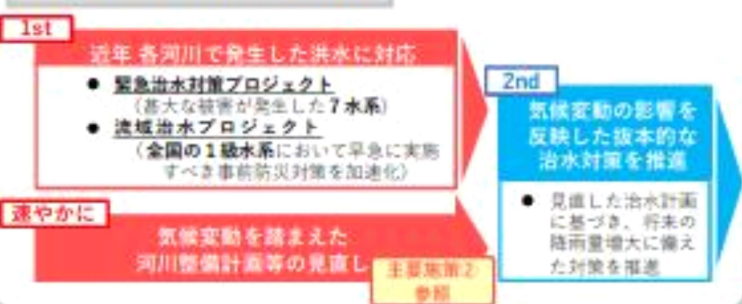 1st
近年 各河川で発生した洪水に対応
● 緊急治水対策プロジェクト
（甚大な被害が発生した7水系）
● 流域治水プロジェクト
（全国の1級水系において早急に実施
すべき事前防災対策を加速化）
速やかに
気候変動を踏まえた
河川整備計画等の見直し
主要施策②
参照
2nd
気候変動の影響を
反映した抜本的な
治水対策を推進
● 見直した治水計画
に基づき、将来の
降雨量増大に備え
た対策を推進